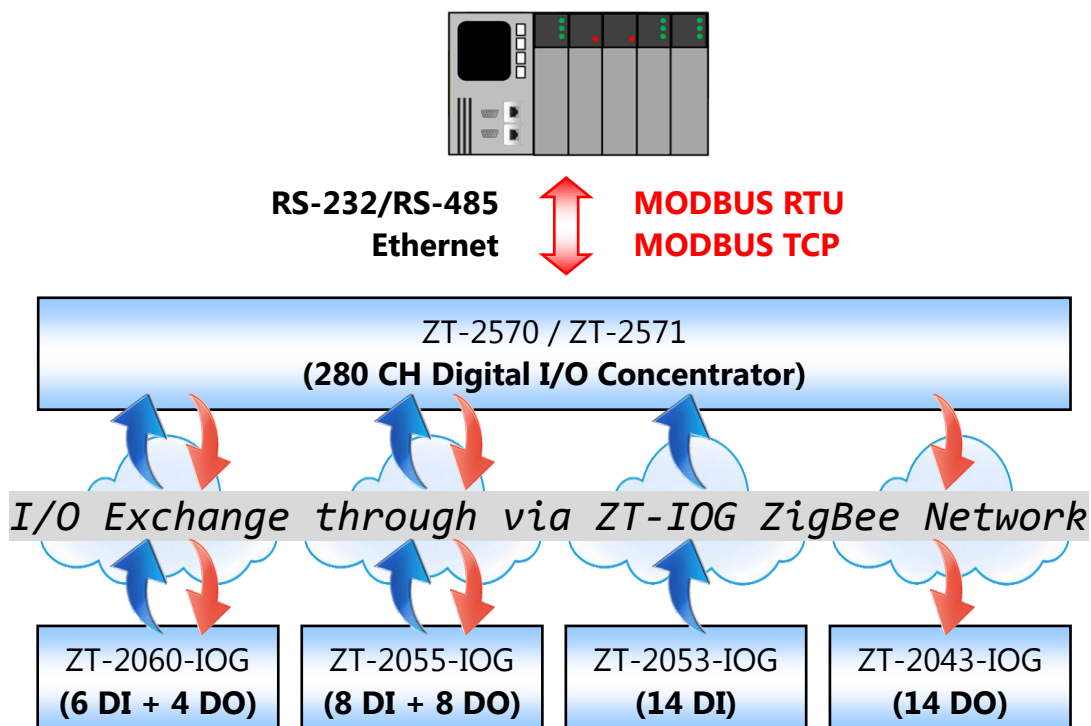 RS-232/RS-485
Ethernet
MODBUS RTU
MODBUS TCP
ZT-2570 / ZT-2571
(280 CH Digital I/O Concentrator)
I/O Exchange through via ZT-IOG ZigBee Network
ZT-2060-IOG
(6 DI + 4 DO)
ZT-2055-IOG
(8 DI + 8 DO)
ZT-2053-IOG
(14 DI)
ZT-2043-IOG
(14 DO)